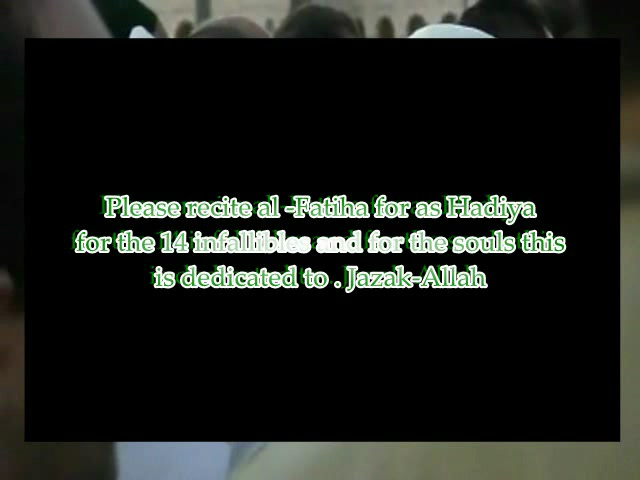 Please recite al -Fatiha for as Hadiya
for the 14 infallibles and for the souls this
is dedicated to . Jazak-Allah